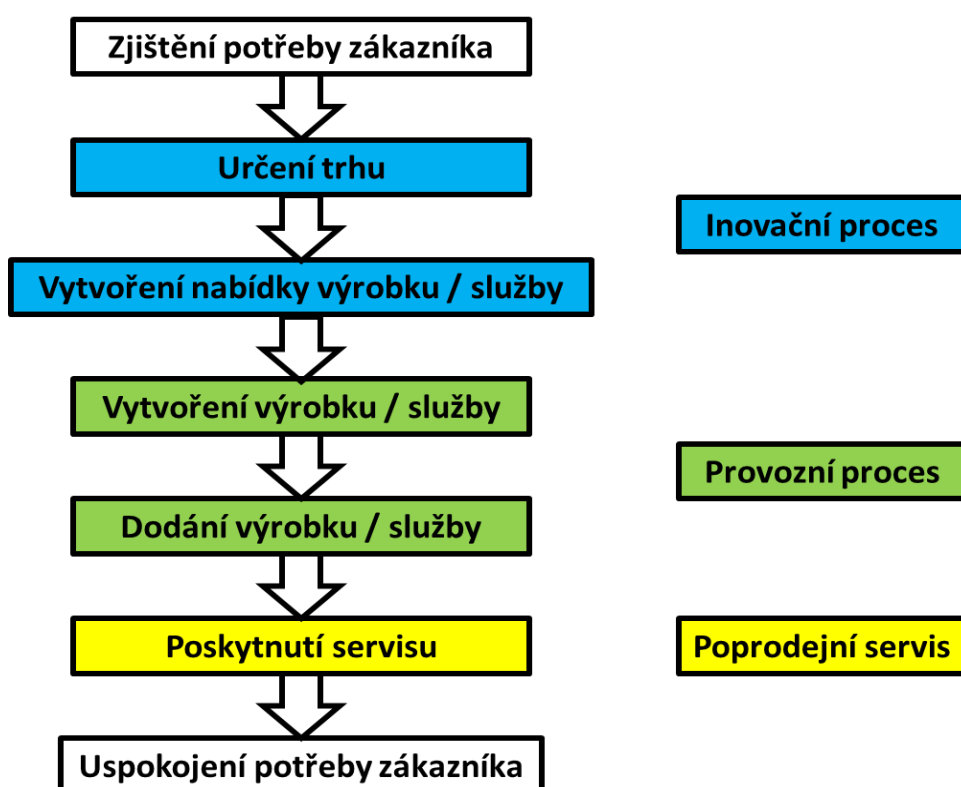 Zjištění potřeby zákazníka
Určení trhu
Vytvoření nabídky výrobku / služby
Vytvoření výrobku / služby
Dodání výrobku / služby
Poskytnutí servisu
Uspokojení potřeby zákazníka
Inovační proces
Provozní proces
Poprodejní servis